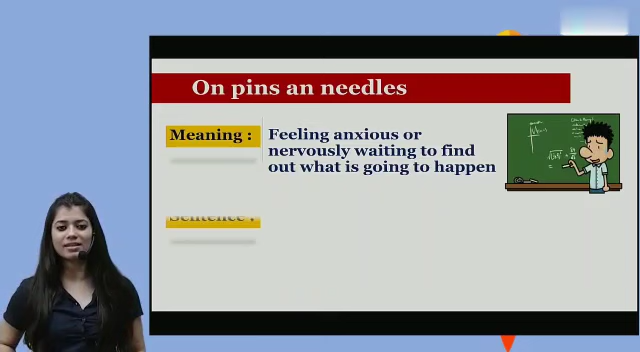 On pins an needles
Meaning :
Feeling anxious or
nervously waiting to find
out what is going to happen
Sentence :